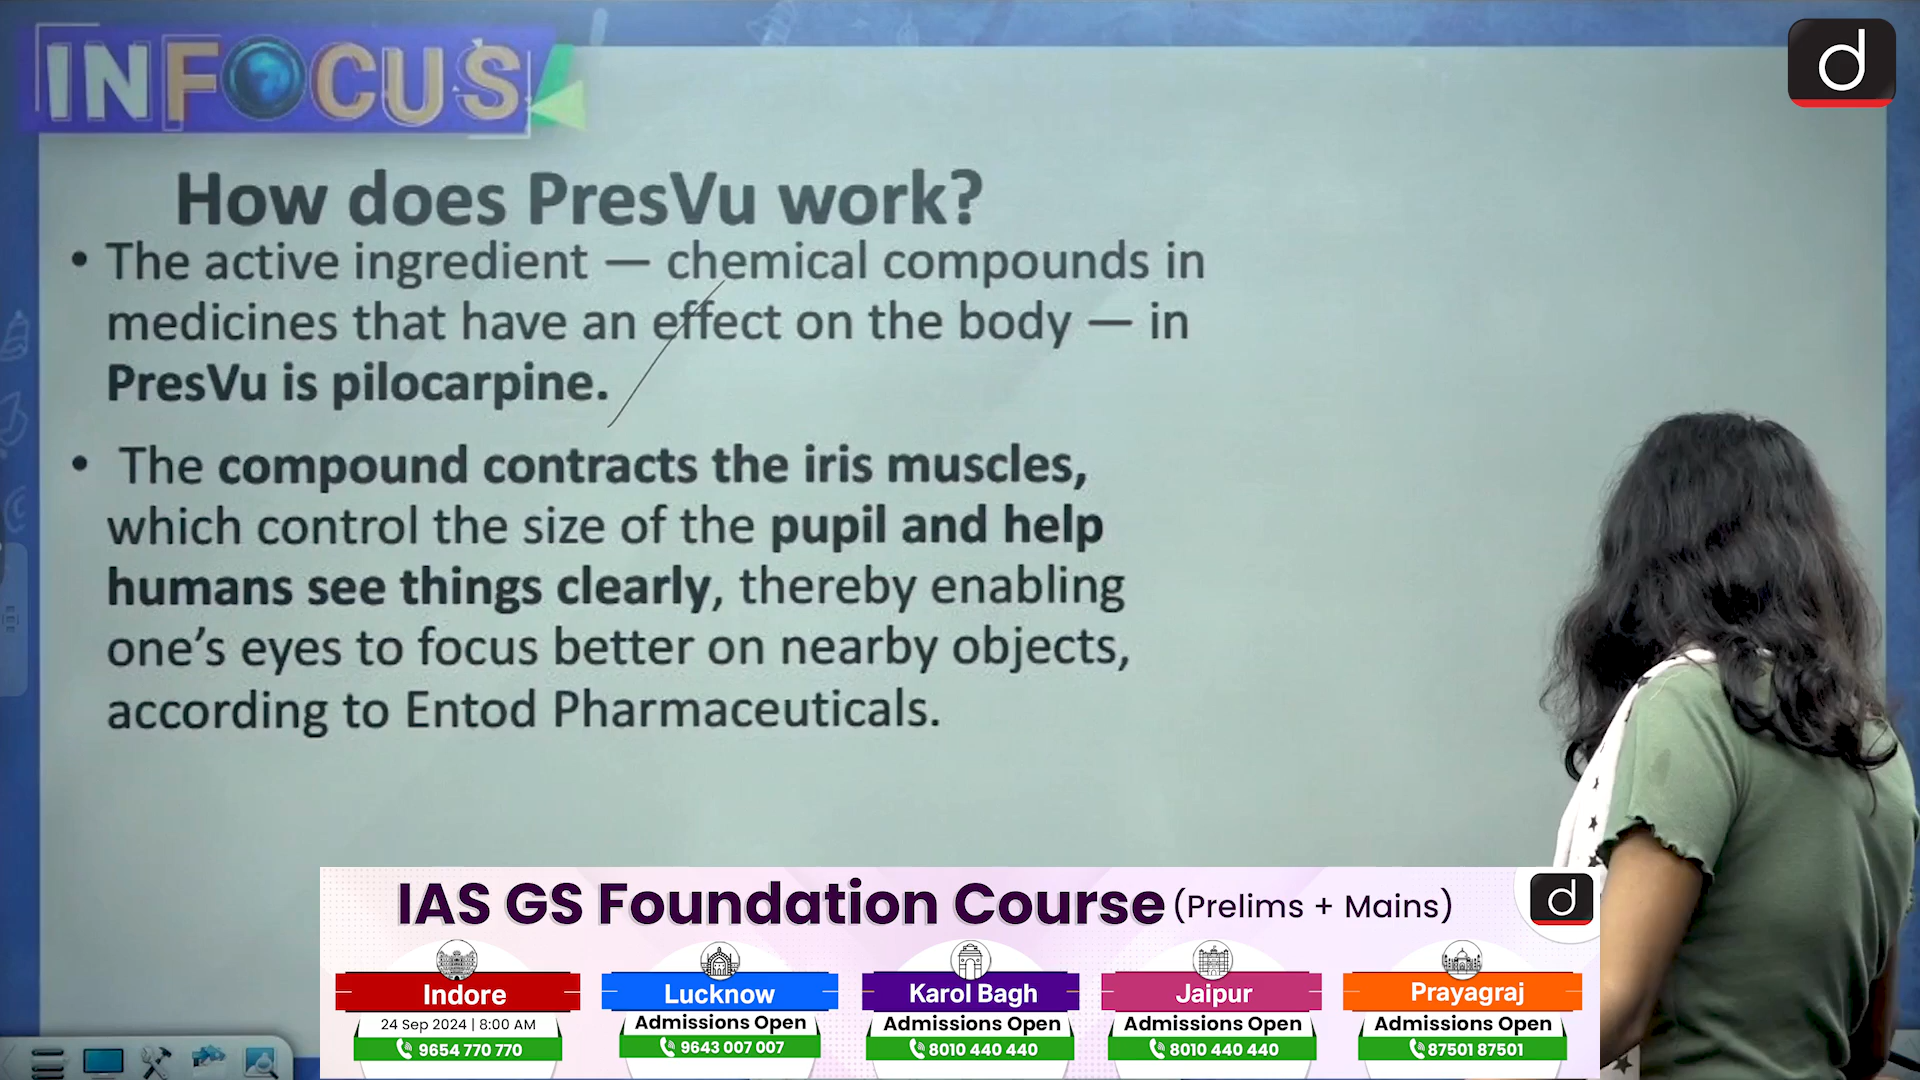 INFOCUS
d
How does PresVu work?
• The active ingredient — chemical compounds in
medicines that have an effect on the body — in
PresVu is pilocarpine.
• The compound contracts the iris muscles,
which control the size of the pupil and help
humans see things clearly, thereby enabling
one’s eyes to focus better on nearby objects,
according to Entod Pharmaceuticals.
IAS GS Foundation Course (Prelims + Mains)
d
Indore
24 Sep 2024 | 8:00 AM
9654 770 770
Lucknow
Admissions Open
9643 007 007
Karol Bagh
Admissions Open
8010 440 440
Jaipur
Admissions Open
8010 440 440
Prayagraj
Admissions Open
87501 87501